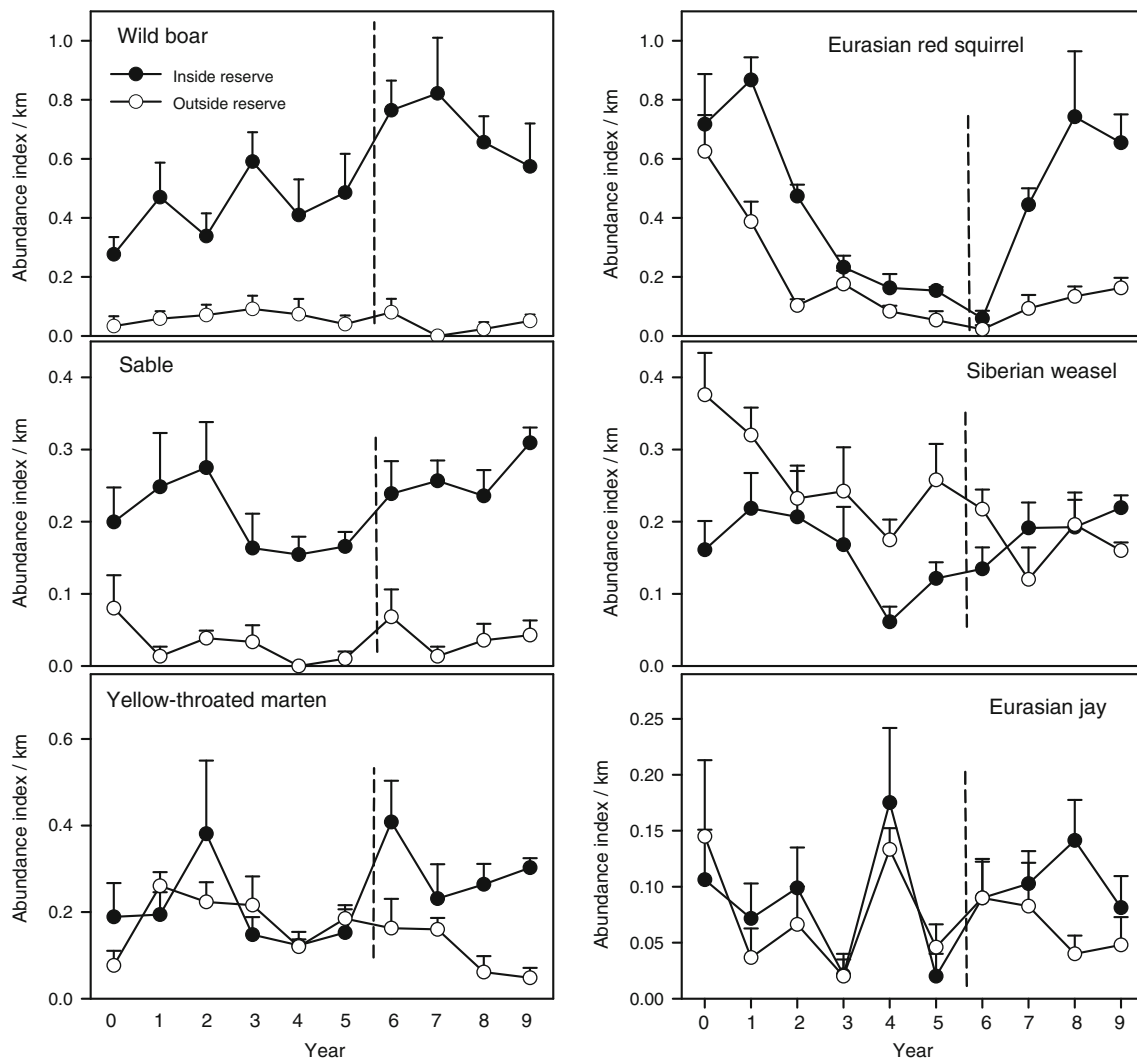 Wild boar
Inside reserve
Outside reserve
Abundance index / km
1.0
0.8
0.6
0.4
0.2
0.0
Eurasian red squirrel
Abundance index / km
1.0
0.8
0.6
0.4
0.2
0.0
Sable
Abundance index / km
0.4
0.3
0.2
0.1
0.0
Siberian weasel
Abundance index / km
0.4
0.3
0.2
0.1
0.0
Yellow-throated marten
Abundance index / km
0.6
0.4
0.2
0.0
0 1 2 3 4 5 6 7 8 9
Year
Eurasian jay
Abundance index / km
0.25
0.20
0.15
0.10
0.05
0.00
0 1 2 3 4 5 6 7 8 9
Year